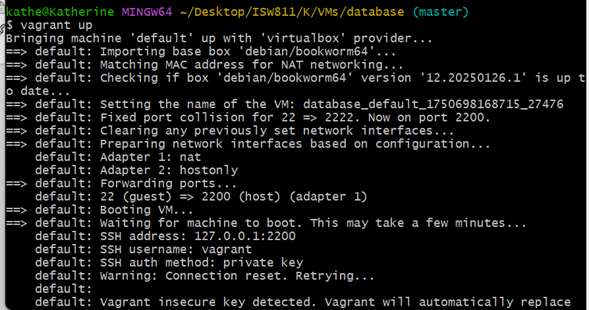 kathe@Katherine MINGW64 ~/Desktop/ISW811/K/VMs/database (master)
$ vagrant up
Bringing machine 'default' up with 'virtualbox' provider...
==> default: Importing base box 'debian/bookworm64'...
==> default: Matching MAC address for NAT networking...
==> default: Checking if box 'debian/bookworm64' version '12.20250126.1' is up t
o date...
==> default: Setting the name of the VM: database_default_1750698168715_27476
==> default: Fixed port collision for 22 => 2222. Now on port 2200.
==> default: Clearing any previously set network interfaces...
==> default: Preparing network interfaces based on configuration...
    default: Adapter 1: nat
    default: Adapter 2: hostonly
==> default: Forwarding ports...
    default: 22 (guest) => 2200 (host) (adapter 1)
==> default: Booting VM...
==> default: Waiting for machine to boot. This may take a few minutes...
    default: SSH address: 127.0.0.1:2200
    default: SSH username: vagrant
    default: SSH auth method: private key
    default: Warning: Connection reset. Retrying...
    default:
    default: Vagrant insecure key detected. Vagrant will automatically replace